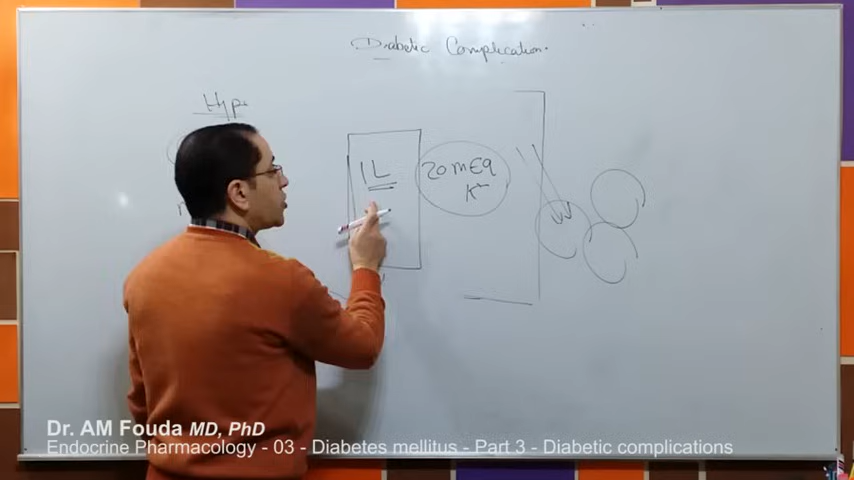 Diabetic Complication.
Hyp
1L
20 mEq
K+
Dr. AM Fouda MD, PhD
Endocrine Pharmacology - 03 - Diabetes mellitus - Part 3 - Diabetic complications